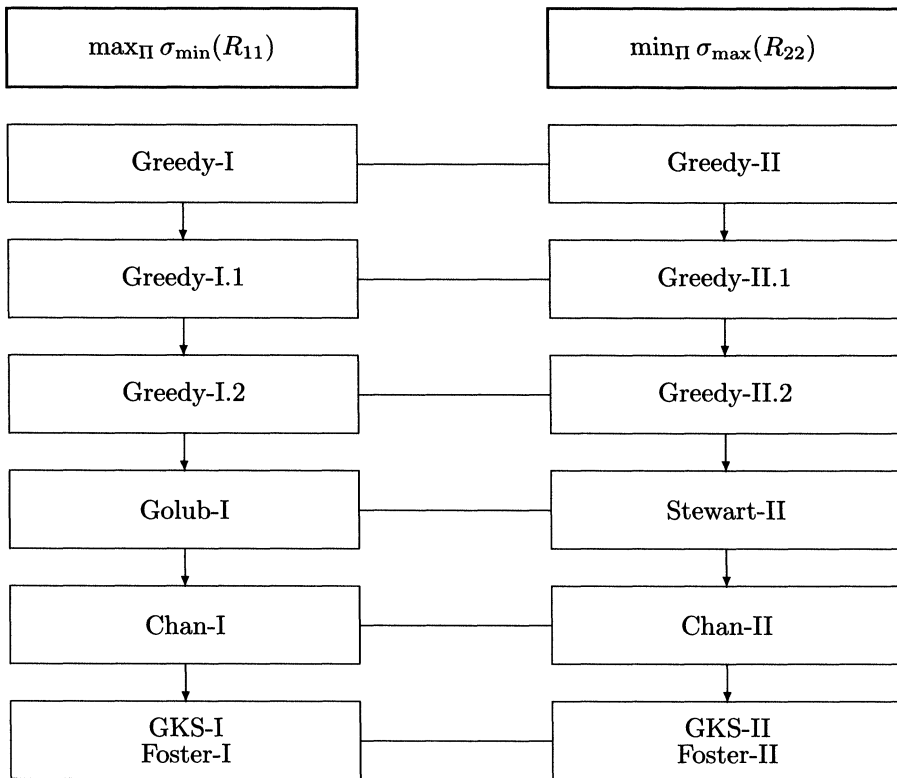 max_Π σ_min(R_11)
min_Π σ_max(R_22)
Greedy-I
Greedy-II
Greedy-I.1
Greedy-II.1
Greedy-I.2
Greedy-II.2
Golub-I
Stewart-II
Chan-I
Chan-II
GKS-I
Foster-I
GKS-II
Foster-II